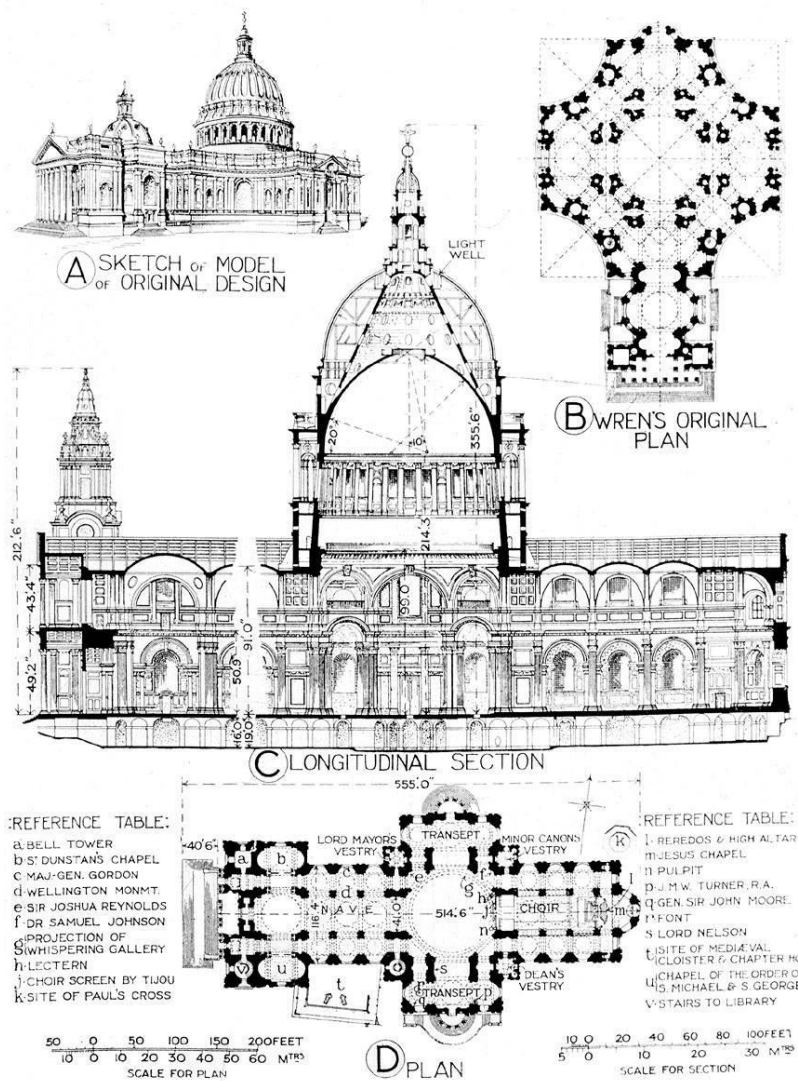 A SKETCH OF MODEL
OF ORIGINAL DESIGN
LIGHT
WELL
B WREN'S ORIGINAL
PLAN
212'.6"
43'.4"
49'.2"
20°
10'
355'.6"
214'.3"
99'.0"
91'.0"
50'.9"
16'.0"
19'.0"
C LONGITUDINAL SECTION
555'.0"
:REFERENCE TABLE:
a BELL TOWER
b ST DUNSTAN'S CHAPEL
c MAJ-GEN. GORDON
d WELLINGTON MONMT.
e SIR JOSHUA REYNOLDS
f DR SAMUEL JOHNSON
g PROJECTION OF
WHISPERING GALLERY
h LECTERN
j CHOIR SCREEN BY TIJOU
k SITE OF PAUL'S CROSS
40'6"
LORD MAYOR'S
VESTRY
TRANSEPT
MINOR CANONS
VESTRY
k
a b c e f g
d h l
116'.4" NAVE 41'.0" 514'.6" j CHOIR m
n
v u o s
t
DEAN'S
VESTRY
TRANSEPT p
:REFERENCE TABLE:
l REREDOS & HIGH ALTAR
m JESUS CHAPEL
n PULPIT
p J.M.W. TURNER, R.A.
q GEN. SIR JOHN MOORE
r FONT
s LORD NELSON
t SITE OF MEDIÆVAL
CLOISTER & CHAPTER HO
u CHAPEL OF THE ORDER O
S. MICHAEL & S. GEORGE
v STAIRS TO LIBRARY
50 0 50 100 150 200 FEET
10 0 10 20 30 40 50 60 MTRS
SCALE FOR PLAN
D PLAN
10 0 20 40 60 80 100 FEET
5 0 10 20 30 MTRS
SCALE FOR SECTION